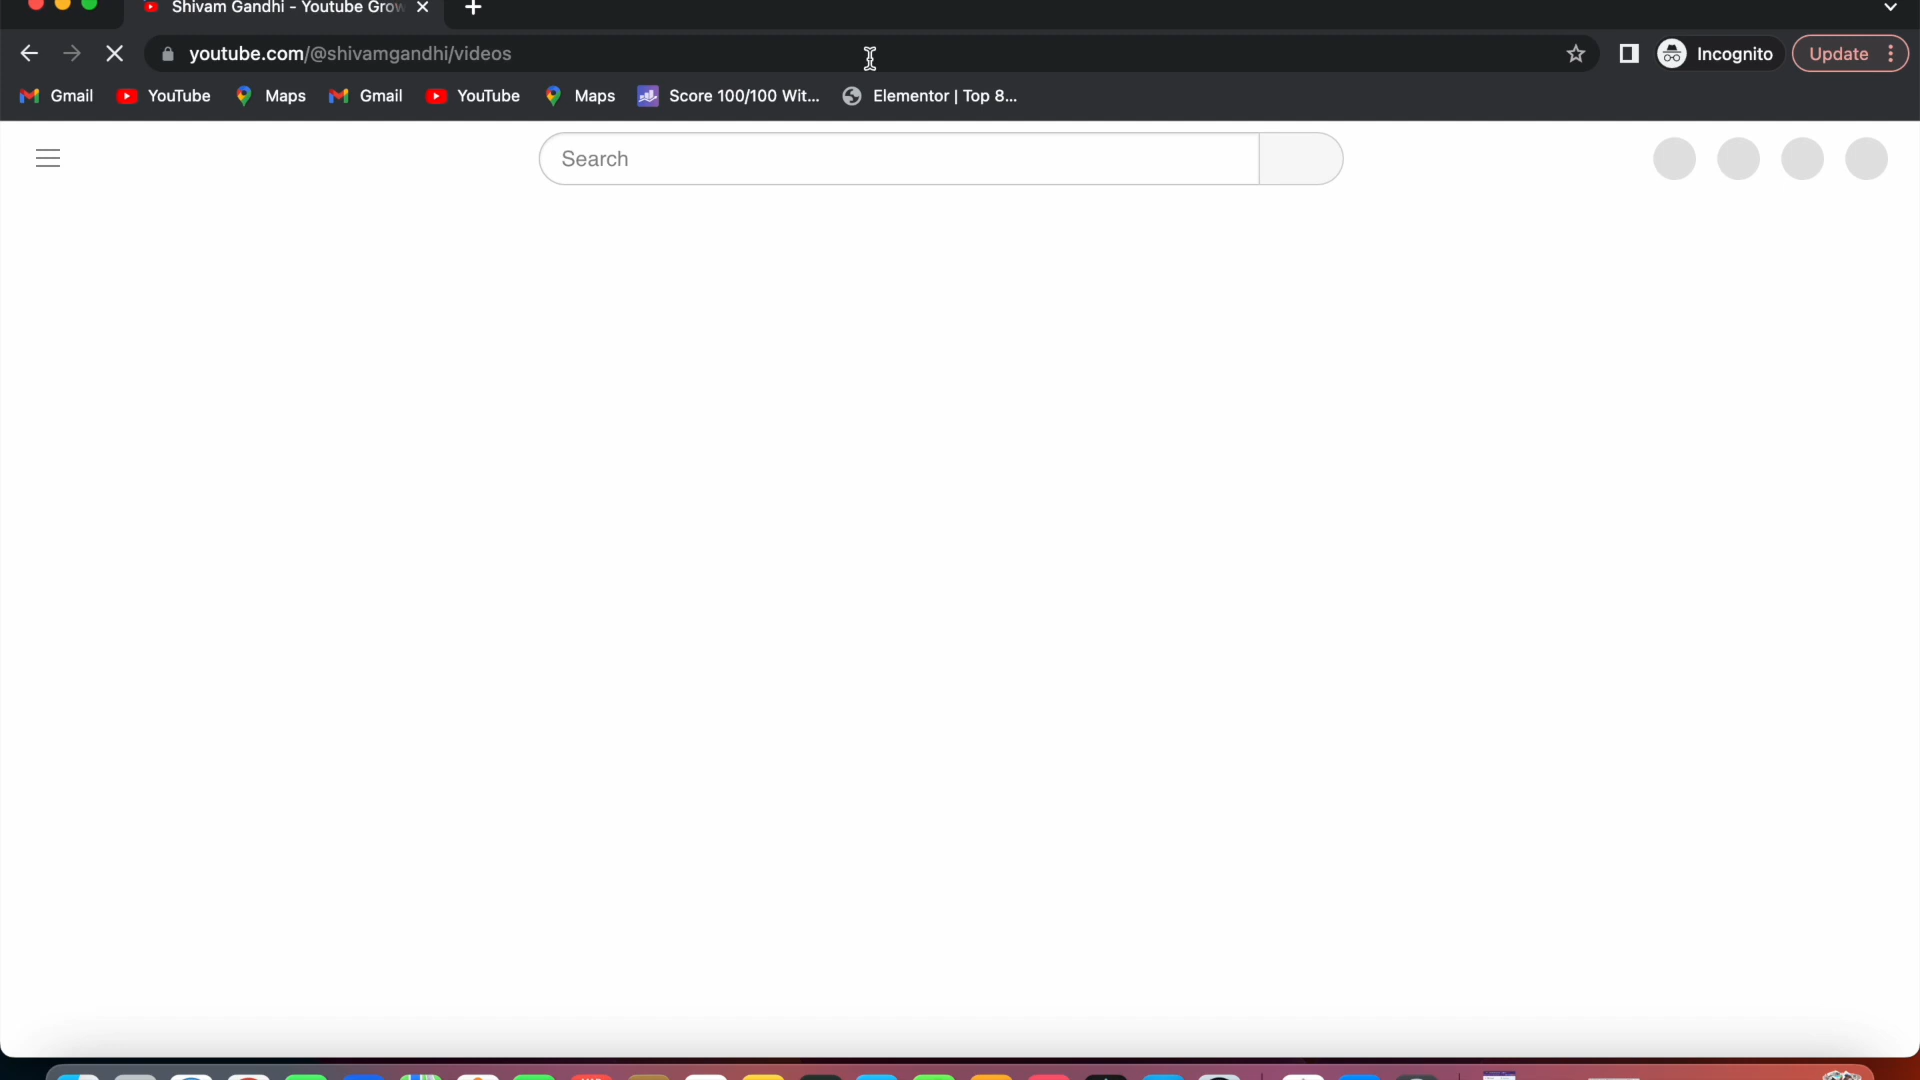 Shivam Gandhi - Youtube Grow
youtube.com/@shivamgandhi/videos
Incognito
Update
Gmail
YouTube
Maps
Gmail
YouTube
Maps
Score 100/100 Wit...
Elementor | Top 8...
Search